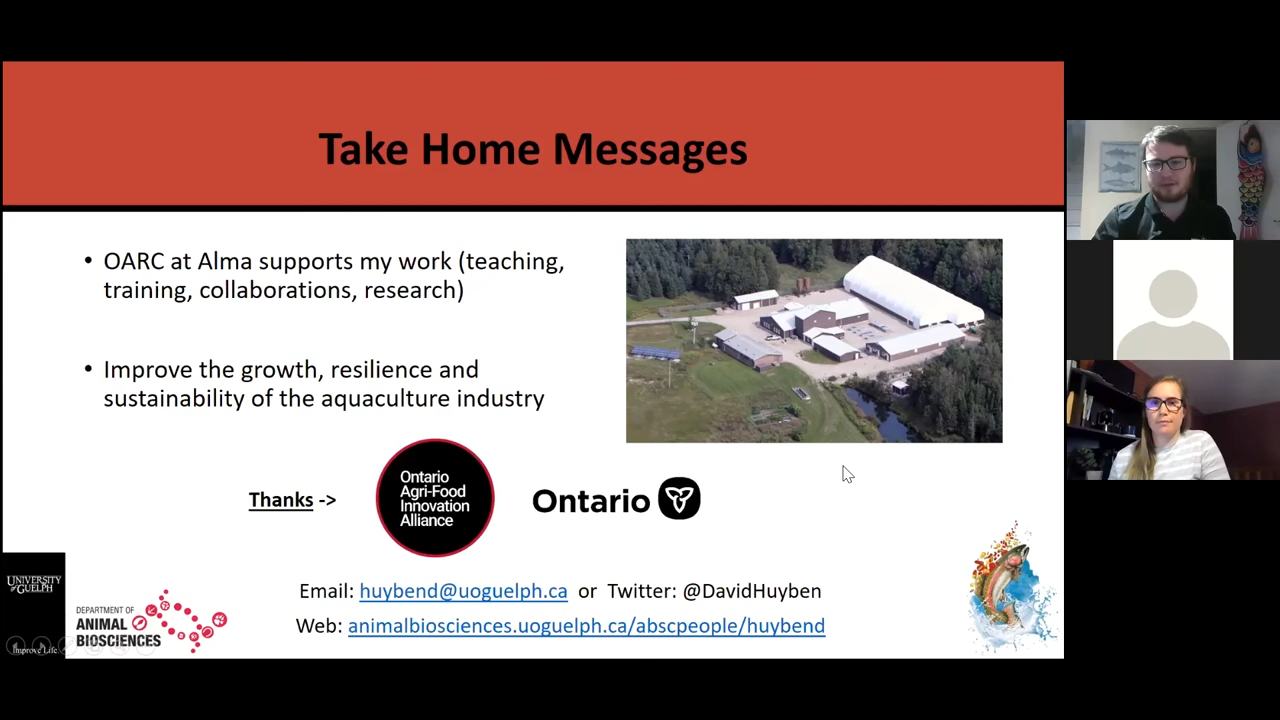 Take Home Messages
• OARC at Alma supports my work (teaching,
training, collaborations, research)
• Improve the growth, resilience and
sustainability of the aquaculture industry
Thanks ->
Ontario
Agri-Food
Innovation
Alliance
Ontario
Email: huybend@uoguelph.ca or Twitter: @DavidHuyben
Web: animalbiosciences.uoguelph.ca/abscpeople/huybend
UNIVERSITY
OF GUELPH
Improve Life.
DEPARTMENT OF
ANIMAL
BIOSCIENCES